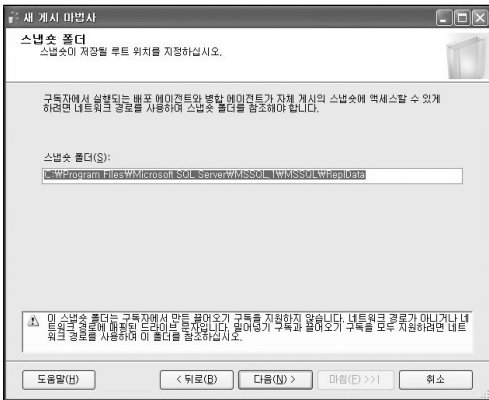 새 게시 마법사
스냅숏 폴더
스냅숏이 저장될 루트 위치를 지정하십시오.
구독자에서 실행되는 배포 에이전트와 병합 에이전트가 자체 게시의 스냅숏에 액세스할 수 있게
하려면 네트워크 경로를 사용하여 스냅숏 폴더를 참조해야 합니다.
스냅숏 폴더(S):
C:₩Program Files₩Microsoft SQL Server₩MSSQL.1₩MSSQL₩ReplData
이 스냅숏 폴더는 구독자에서 만든 끌어오기 구독을 지원하지 않습니다. 네트워크 경로가 아니거나 네
트워크 경로에 매핑된 드라이브 문자입니다. 밀어넣기 구독과 끌어오기 구독을 모두 지원하려면 네트
워크 경로를 사용하여 이 폴더를 참조하십시오.
도움말(H)
< 뒤로(B)
다음(N) >
마침(F) >>|
취소